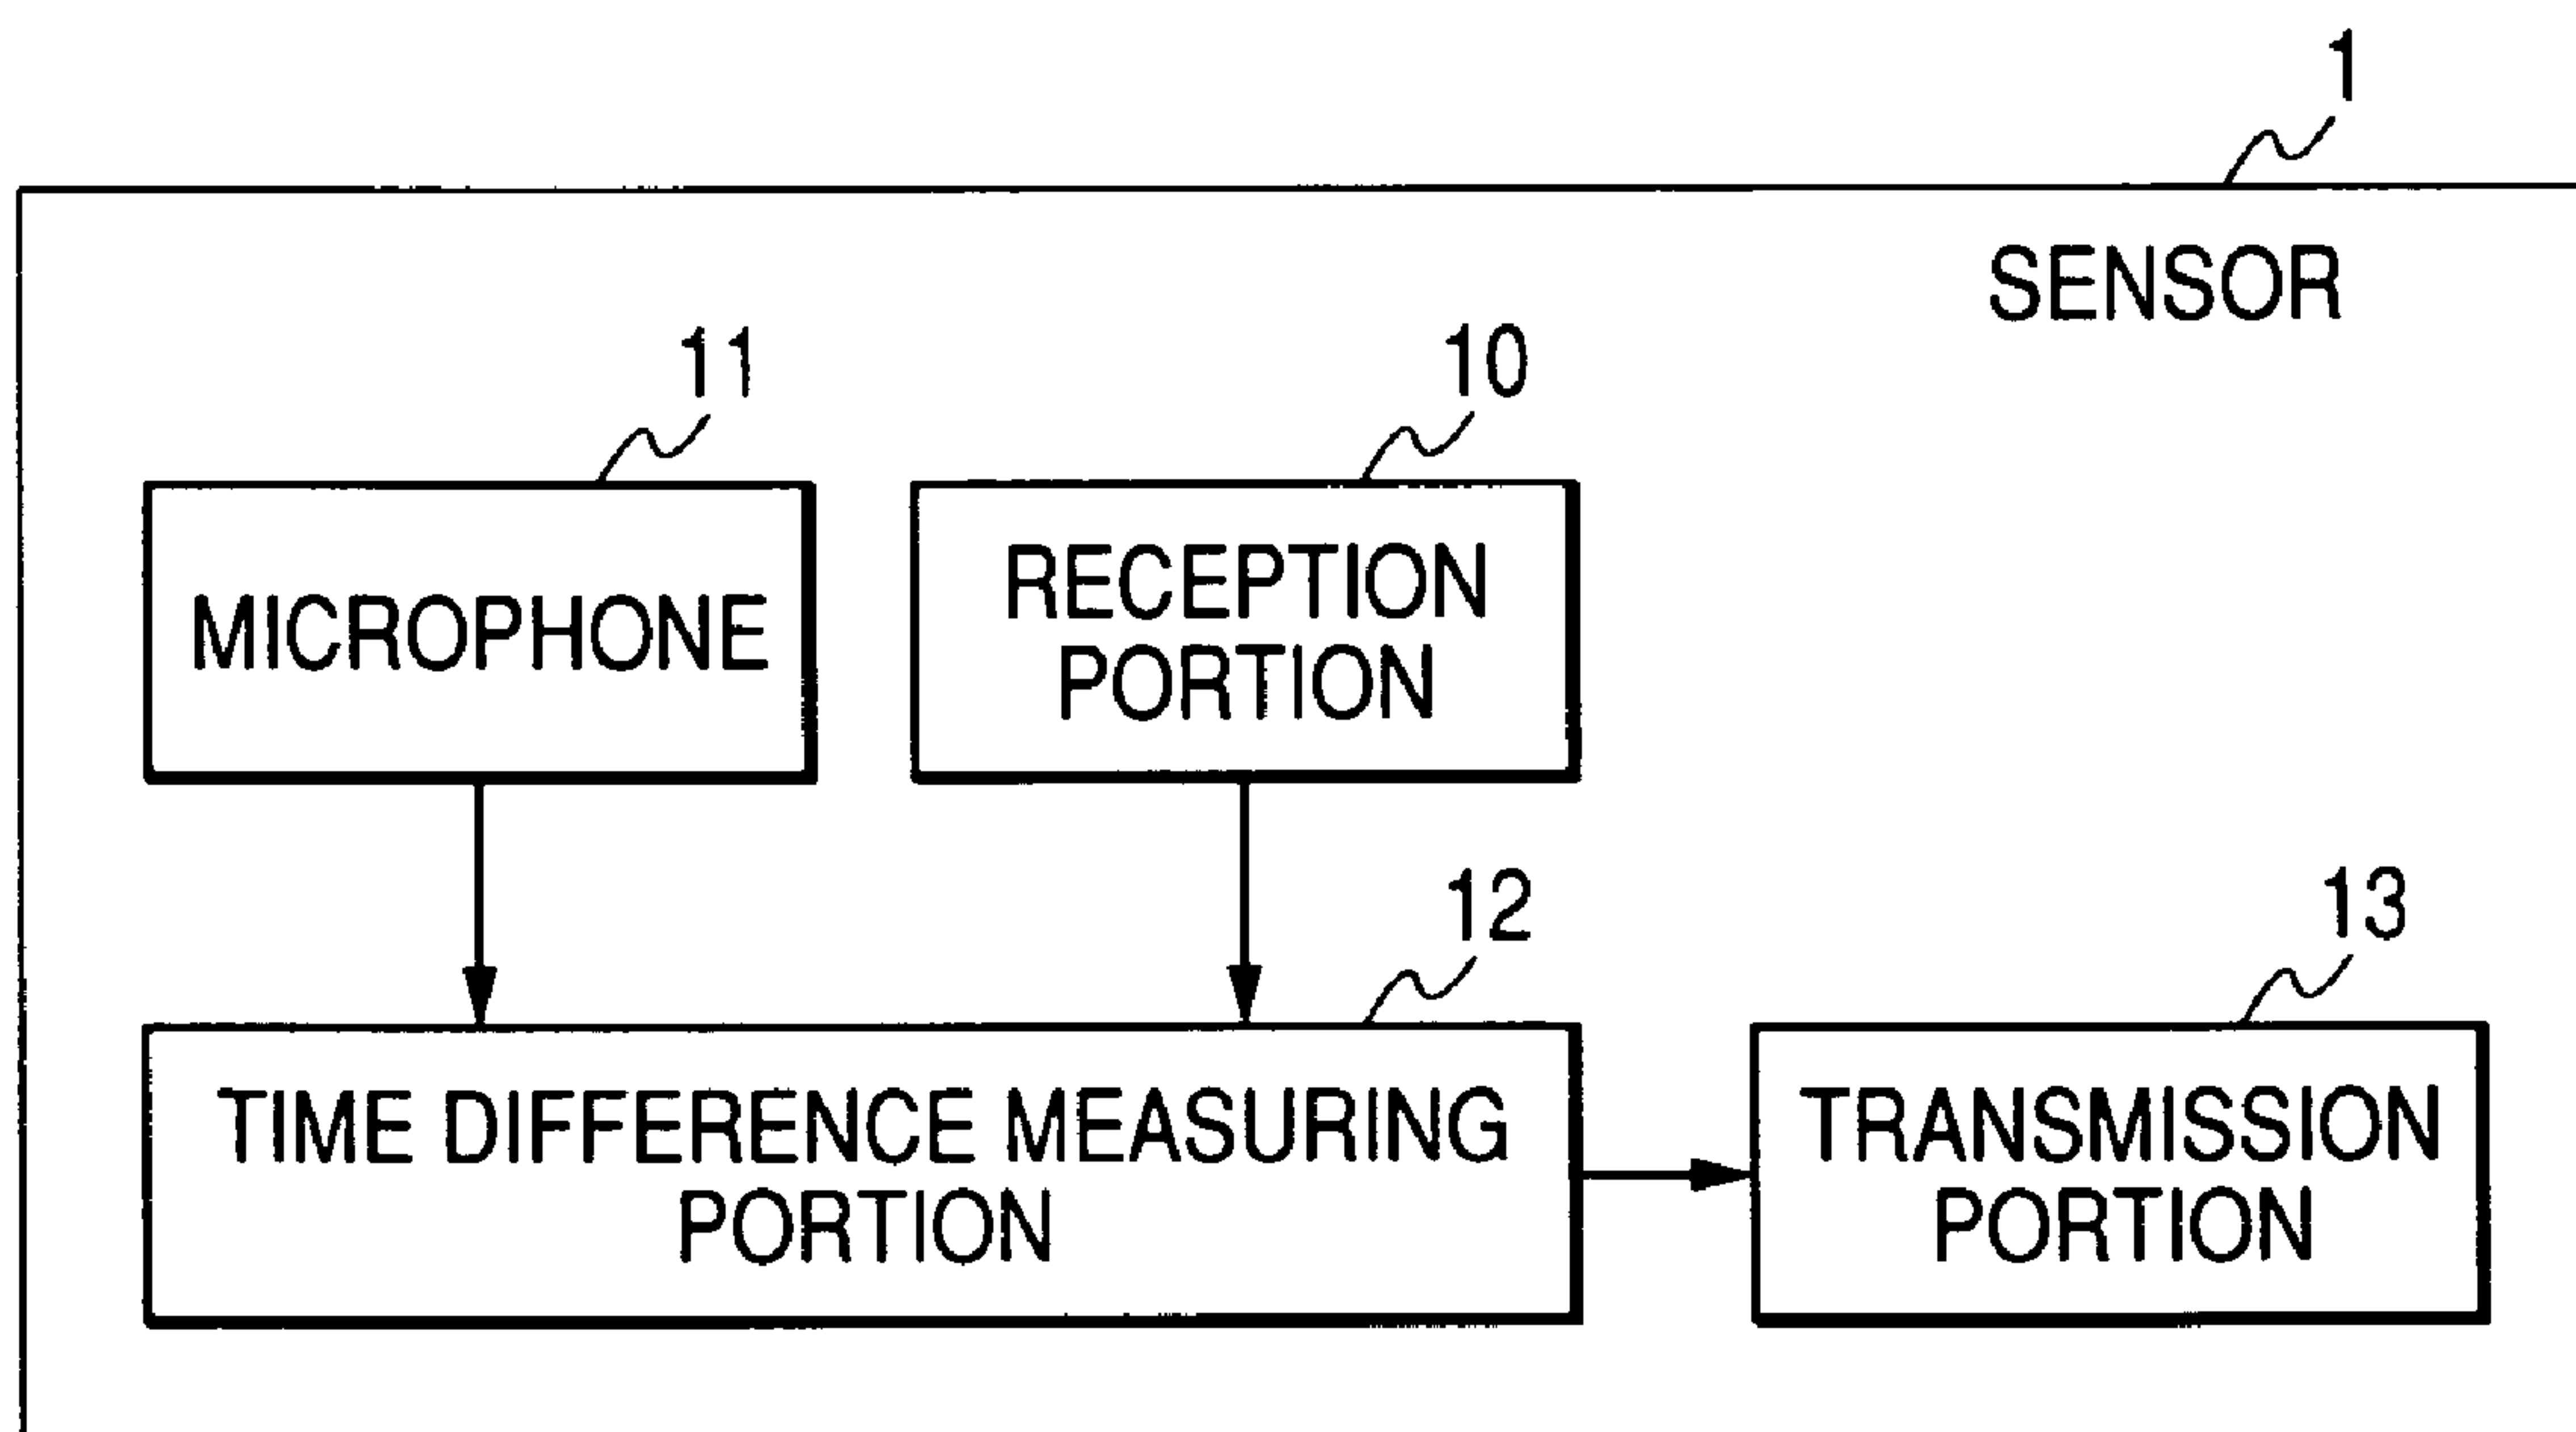 1
SENSOR
11
10
MICROPHONE
RECEPTION
PORTION
12
13
TIME DIFFERENCE MEASURING
PORTION
TRANSMISSION
PORTION